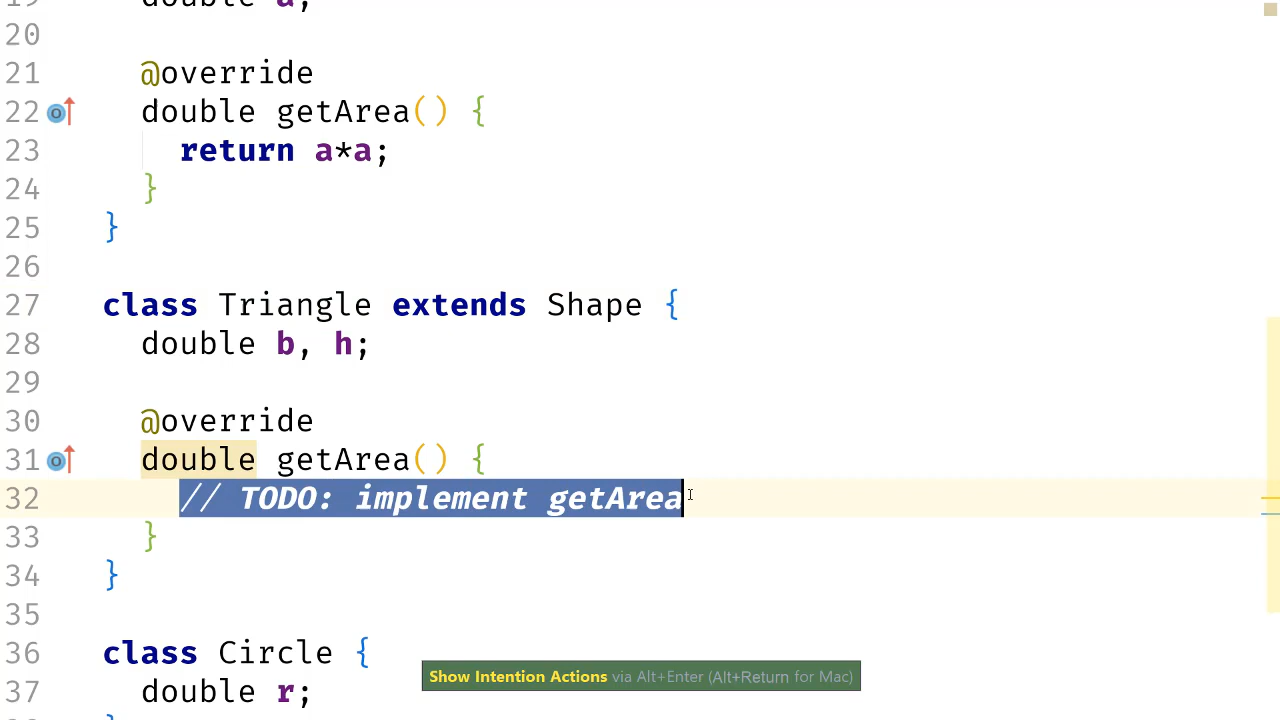 19 double a;
20
21 @override
22 double getArea() {
23 return a*a;
24 }
25 }
26
27 class Triangle extends Shape {
28 double b, h;
29
30 @override
31 double getArea() {
32 // TODO: implement getArea
33 }
34 }
35
36 class Circle {
37 double r;
38 }
Show Intention Actions via Alt+Enter (Alt+Return for Mac)